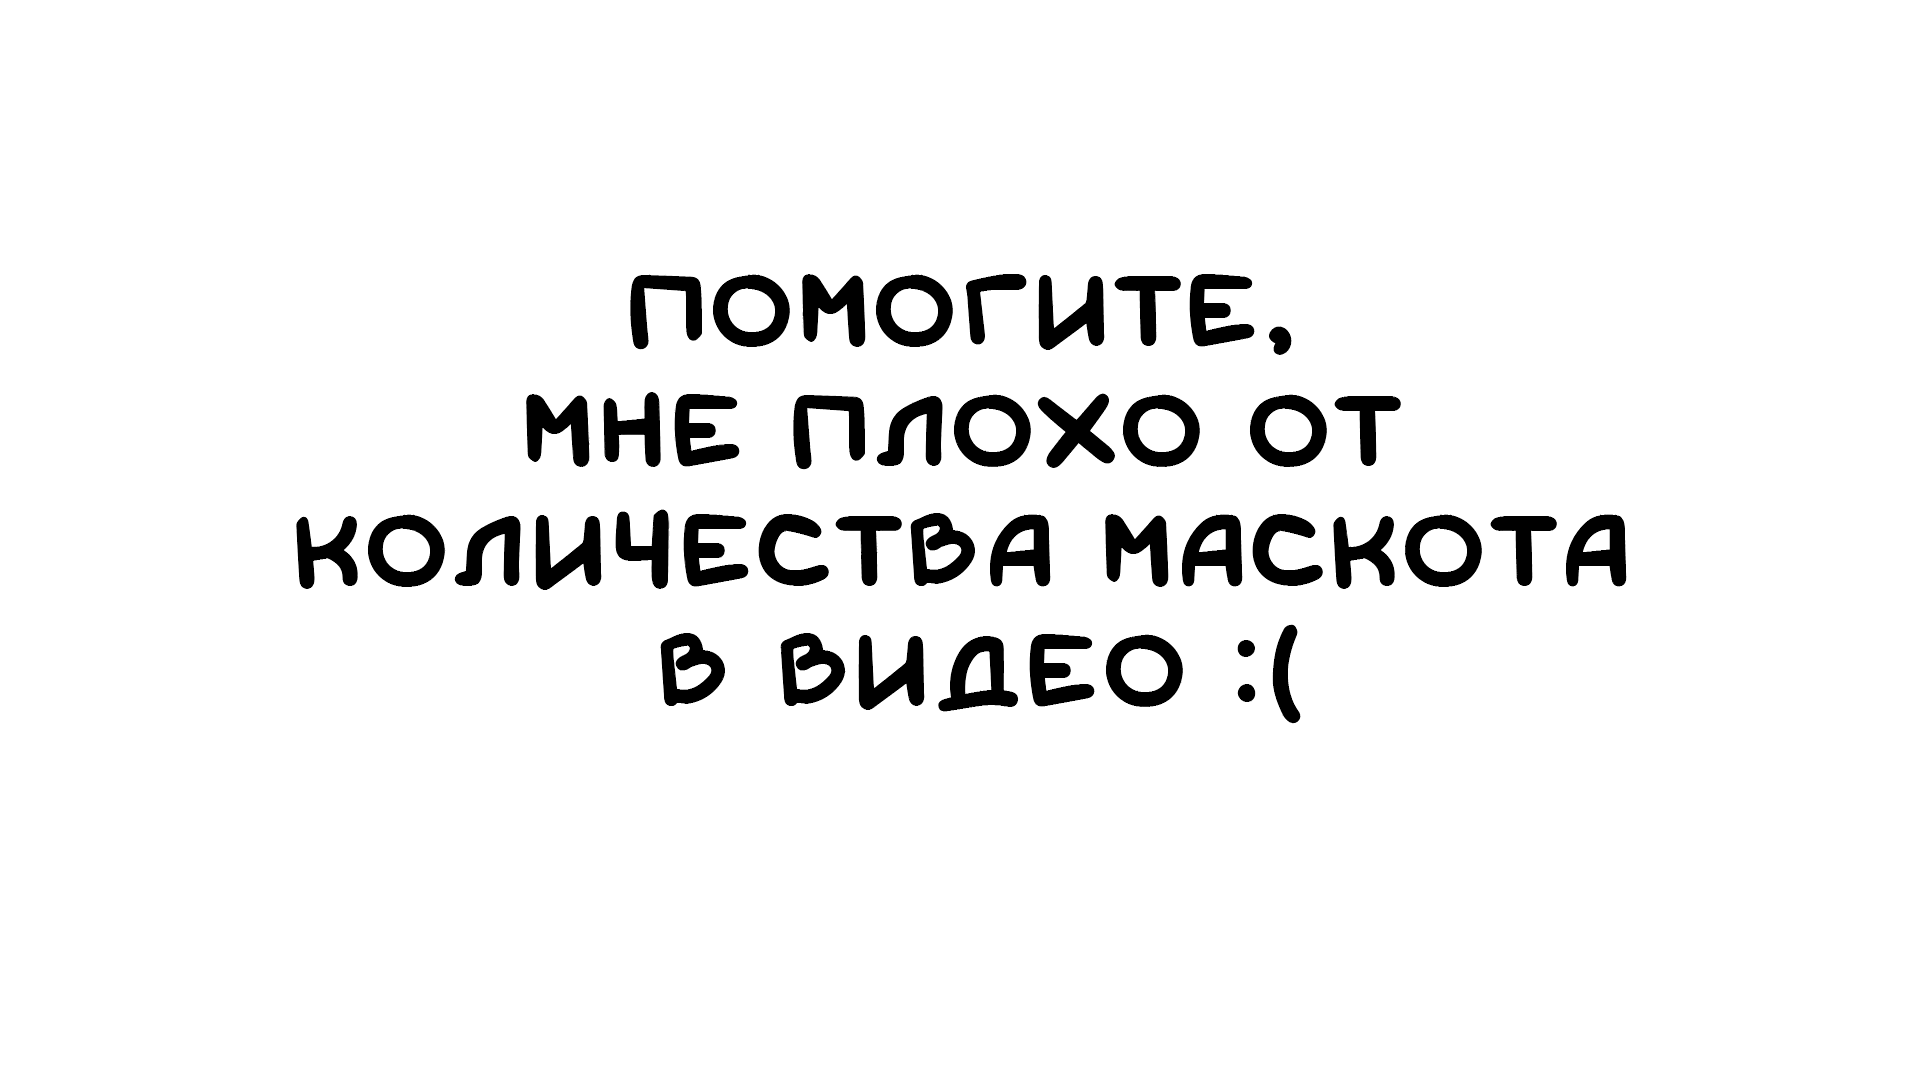 ПОМОГИТЕ,
МНЕ ПЛОХО ОТ
КОЛИЧЕСТВА МАСКОТА
В ВИДЕО :(